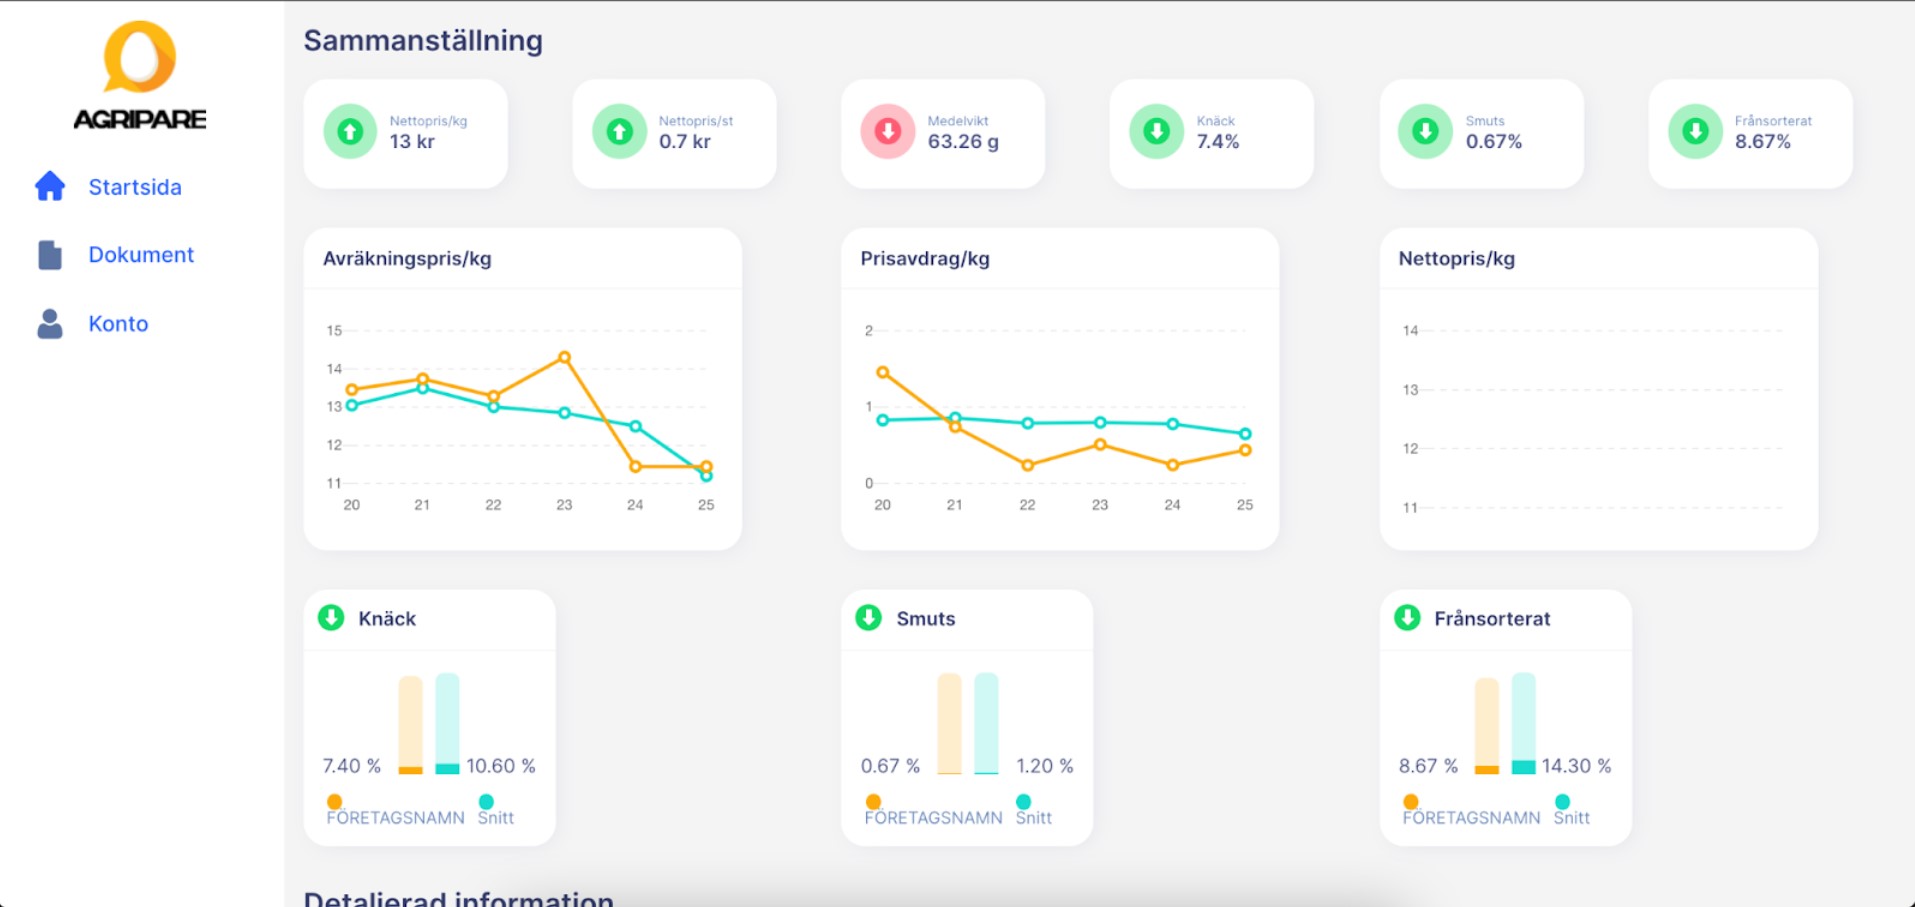 AGRIPARE
Startsida
Dokument
Konto
Sammanställning
Nettopris/kg
13 kr
Nettopris/st
0.7 kr
Medelvikt
63.26 g
Knäck
7.4%
Smuts
0.67%
Frånsorterat
8.67%
Avräkningspris/kg
15
14
13
12
11
20 21 22 23 24 25
Prisavdrag/kg
2
1
0
20 21 22 23 24 25
Nettopris/kg
14
13
12
11
Knäck
7.40 % 10.60 %
FÖRETAGSNAMN Snitt
Smuts
0.67 % 1.20 %
FÖRETAGSNAMN Snitt
Frånsorterat
8.67 % 14.30 %
FÖRETAGSNAMN Snitt
Detaljerad information